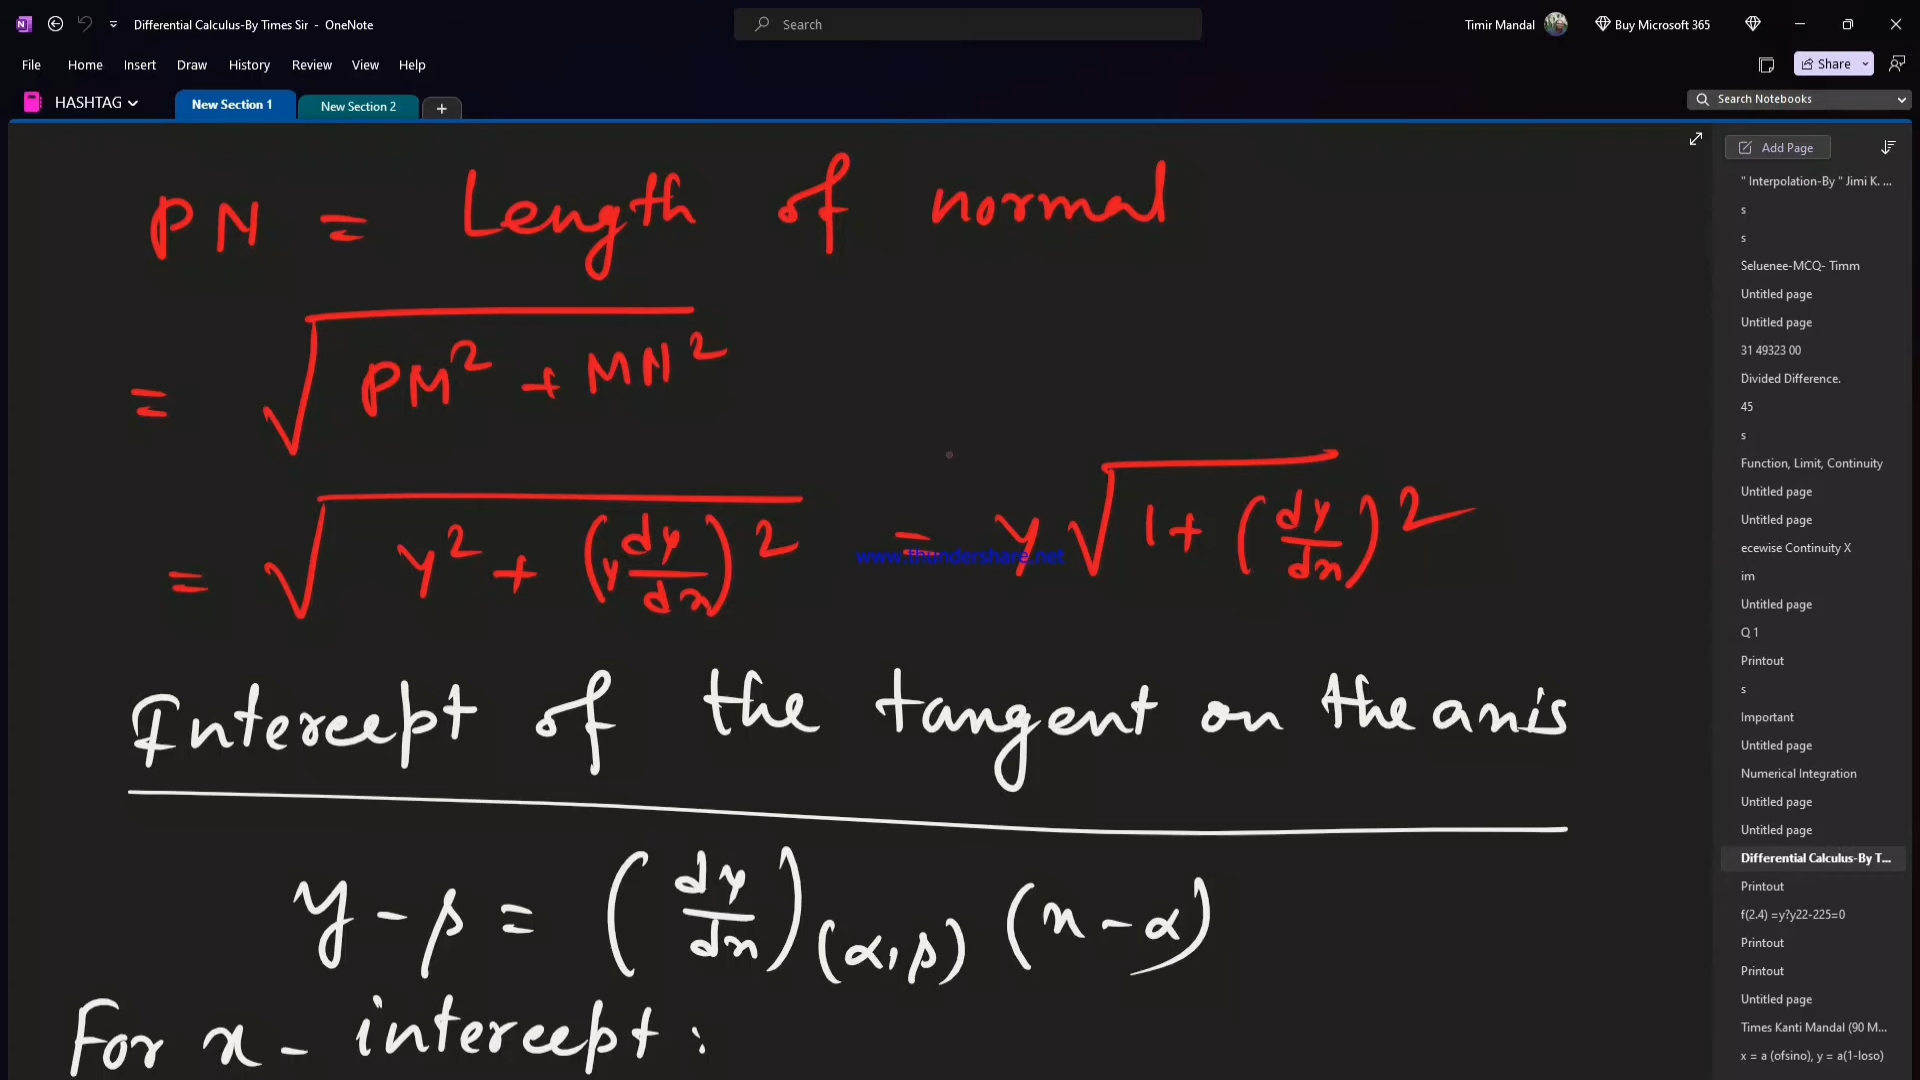 Differential Calculus-By Times Sir - OneNote
Search
Timir Mandal
Buy Microsoft 365
File Home Insert Draw History Review View Help
Share
HASHTAG
New Section 1
New Section 2
+
Search Notebooks
PN = Length of normal
= √(PM² + MN²)
= √(y² + (y dy/dx)²) = y √(1 + (dy/dx)²)
www.thundershare.net
Intercept of the tangent on the axis
y - β = (dy/dx)(α, β) (x - α)
For x - intercept :
Add Page
" Interpolation-By " Jimi K. ...
s
s
Seluenee-MCQ- Timm
Untitled page
Untitled page
31 49323 00
Divided Difference.
45
s
Function, Limit, Continuity
Untitled page
Untitled page
ecewise Continuity X
im
Untitled page
Q 1
Printout
s
Important
Untitled page
Numerical Integration
Untitled page
Untitled page
Differential Calculus-By T...
Printout
f(2.4) =y?y22-225=0
Printout
Printout
Untitled page
Times Kanti Mandal (90 M...
x = a (ofsino), y = a(1-loso)